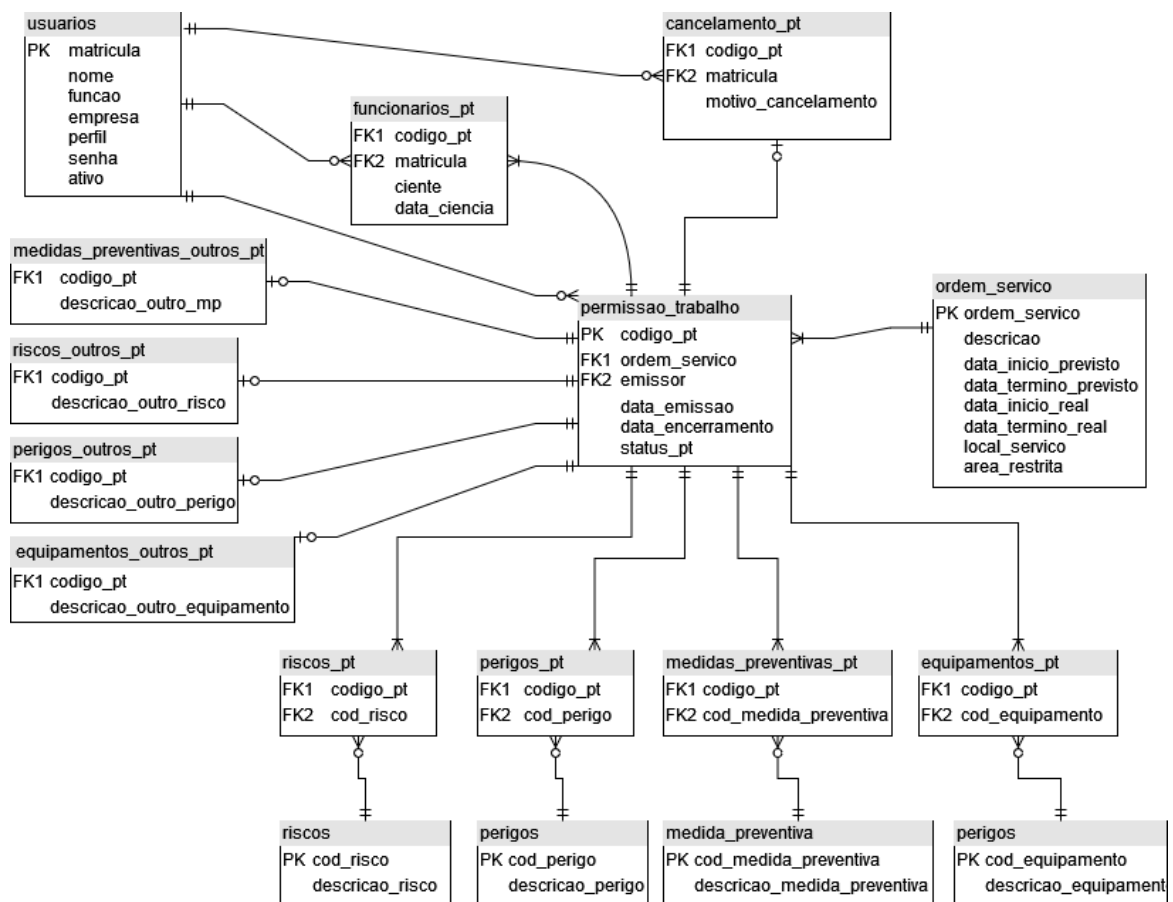 usuarios
PK matricula
nome
funcao
empresa
perfil
senha
ativo
cancelamento_pt
FK1 codigo_pt
FK2 matricula
motivo_cancelamento
funcionarios_pt
FK1 codigo_pt
FK2 matricula
ciente
data_ciencia
medidas_preventivas_outros_pt
FK1 codigo_pt
descricao_outro_mp
riscos_outros_pt
FK1 codigo_pt
descricao_outro_risco
perigos_outros_pt
FK1 codigo_pt
descricao_outro_perigo
equipamentos_outros_pt
FK1 codigo_pt
descricao_outro_equipamento
permissao_trabalho
PK codigo_pt
FK1 ordem_servico
FK2 emissor
data_emissao
data_encerramento
status_pt
ordem_servico
PK ordem_servico
descricao
data_inicio_previsto
data_termino_previsto
data_inicio_real
data_termino_real
local_servico
area_restrita
riscos_pt
FK1 codigo_pt
FK2 cod_risco
perigos_pt
FK1 codigo_pt
FK2 cod_perigo
medidas_preventivas_pt
FK1 codigo_pt
FK2 cod_medida_preventiva
equipamentos_pt
FK1 codigo_pt
FK2 cod_equipamento
riscos
PK cod_risco
descricao_risco
perigos
PK cod_perigo
descricao_perigo
medida_preventiva
PK cod_medida_preventiva
descricao_medida_preventiva
perigos
PK cod_equipamento
descricao_equipament